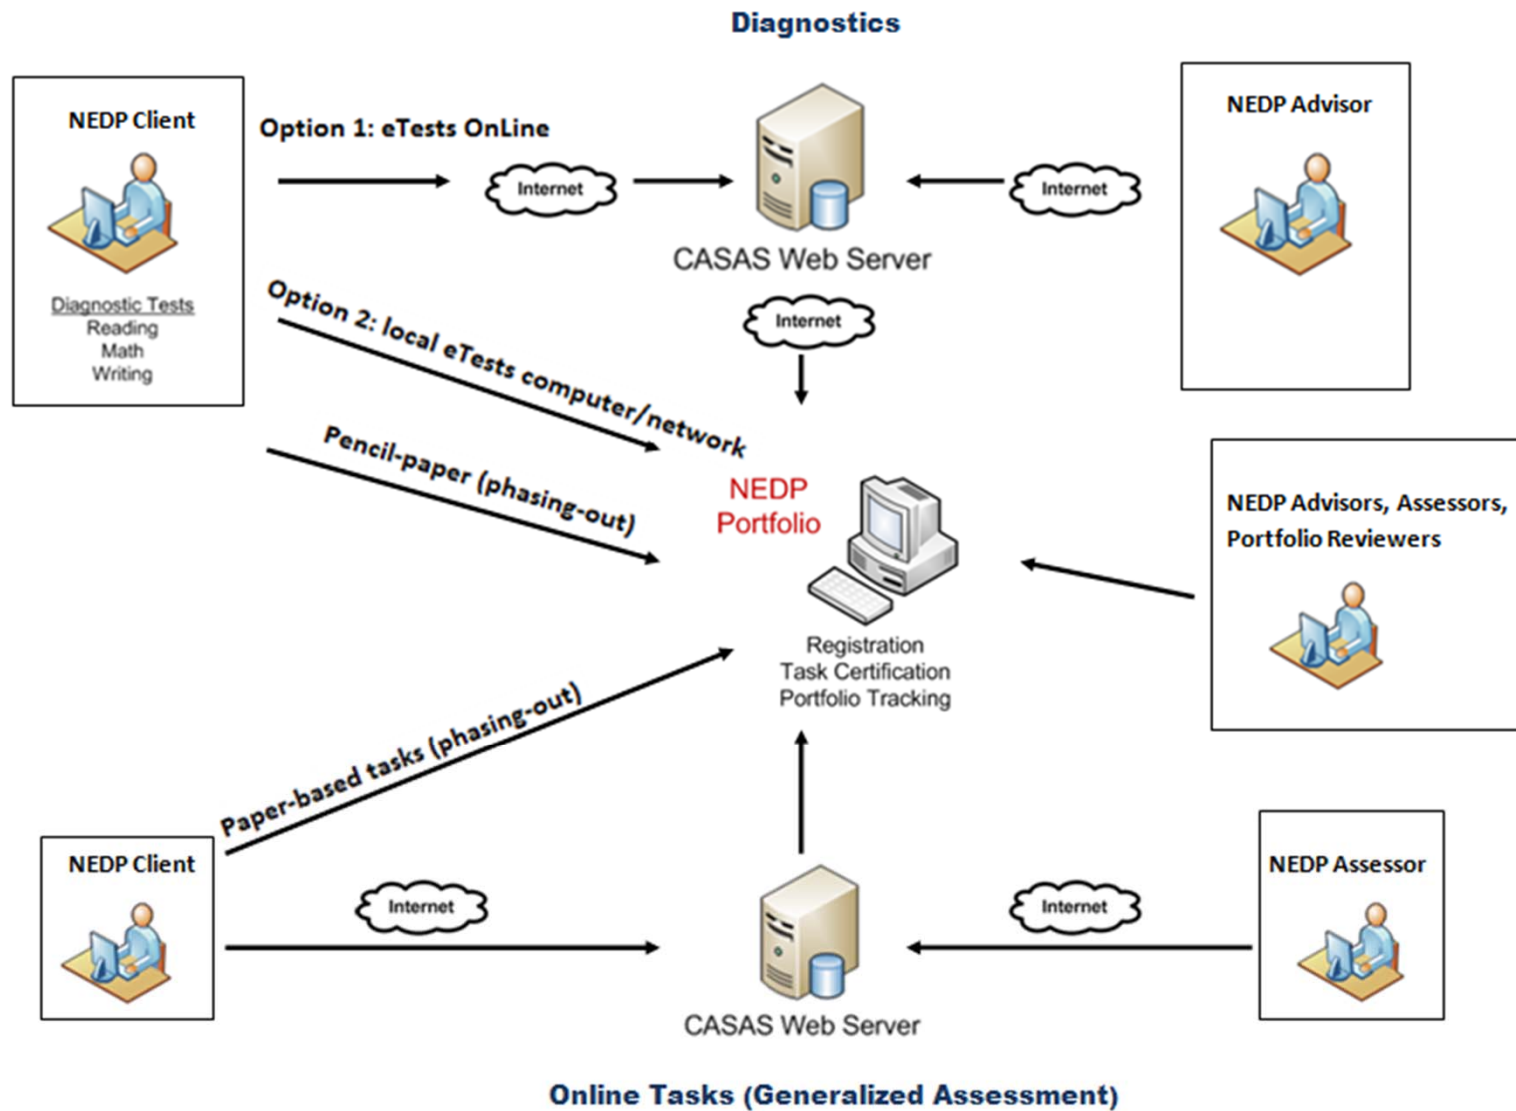 Diagnostics
NEDP Client
Option 1: eTests OnLine
Internet
Internet
NEDP Advisor
CASAS Web Server
Diagnostic Tests
Reading
Math
Writing
Internet
Option 2: local eTests computer/network
Pencil-paper (phasing-out)
NEDP
Portfolio
NEDP Advisors, Assessors,
Portfolio Reviewers
Registration
Task Certification
Portfolio Tracking
Paper-based tasks (phasing-out)
NEDP Client
Internet
Internet
NEDP Assessor
CASAS Web Server
Online Tasks (Generalized Assessment)